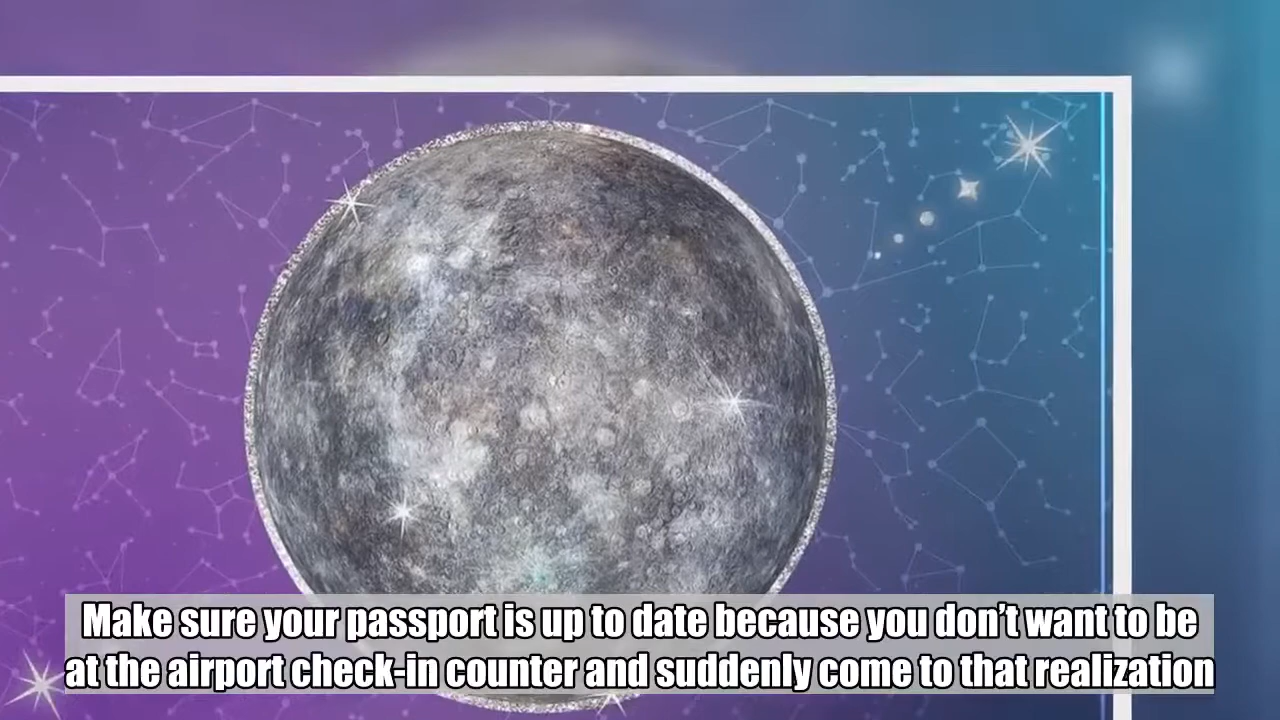 Make sure your passport is up to date because you don’t want to be
at the airport check-in counter and suddenly come to that realization